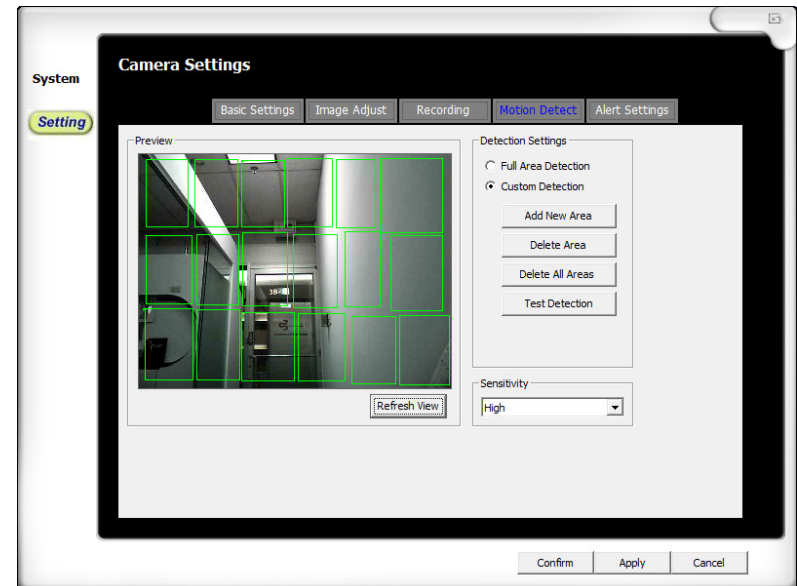 Camera Settings
System
Setting
Basic Settings
Image Adjust
Recording
Motion Detect
Alert Settings
Preview
Refresh View
Detection Settings
Full Area Detection
Custom Detection
Add New Area
Delete Area
Delete All Areas
Test Detection
Sensitivity
High
Confirm
Apply
Cancel